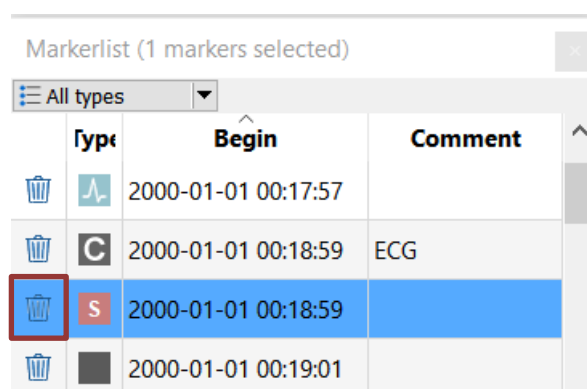 Markerlist (1 markers selected)
All types
Type Begin Comment
2000-01-01 00:17:57
C 2000-01-01 00:18:59 ECG
S 2000-01-01 00:18:59
2000-01-01 00:19:01